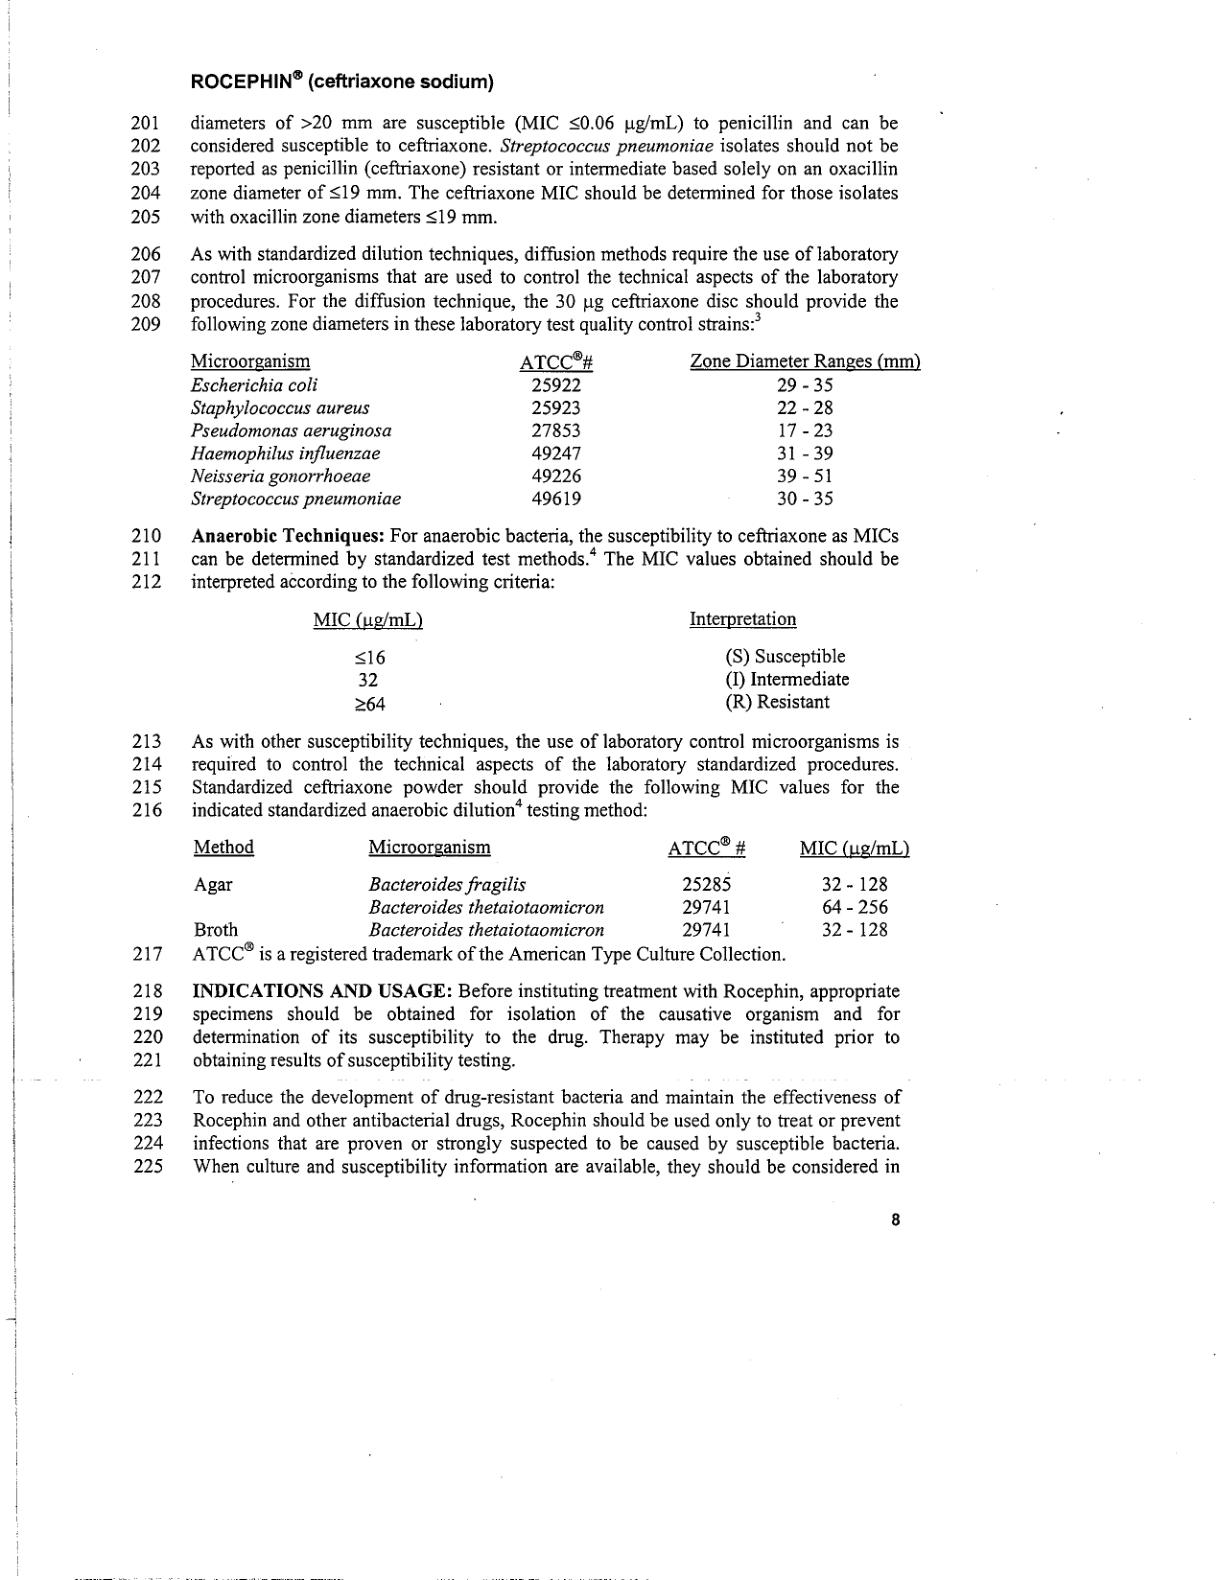 ROCEPHIN® (ceftriaxone sodium)
201 diameters of >20 mm are susceptible (MIC ≤0.06 µg/mL) to penicillin and can be
202 considered susceptible to ceftriaxone. Streptococcus pneumoniae isolates should not be
203 reported as penicillin (ceftriaxone) resistant or intermediate based solely on an oxacillin
204 zone diameter of ≤19 mm. The ceftriaxone MIC should be determined for those isolates
205 with oxacillin zone diameters ≤19 mm.
206 As with standardized dilution techniques, diffusion methods require the use of laboratory
207 control microorganisms that are used to control the technical aspects of the laboratory
208 procedures. For the diffusion technique, the 30 µg ceftriaxone disc should provide the
209 following zone diameters in these laboratory test quality control strains:³
Microorganism ATCC®# Zone Diameter Ranges (mm)
Escherichia coli 25922 29 - 35
Staphylococcus aureus 25923 22 - 28
Pseudomonas aeruginosa 27853 17 - 23
Haemophilus influenzae 49247 31 - 39
Neisseria gonorrhoeae 49226 39 - 51
Streptococcus pneumoniae 49619 30 - 35
210 Anaerobic Techniques: For anaerobic bacteria, the susceptibility to ceftriaxone as MICs
211 can be determined by standardized test methods.⁴ The MIC values obtained should be
212 interpreted according to the following criteria:
MIC (µg/mL) Interpretation
≤16 (S) Susceptible
32 (I) Intermediate
≥64 (R) Resistant
213 As with other susceptibility techniques, the use of laboratory control microorganisms is
214 required to control the technical aspects of the laboratory standardized procedures.
215 Standardized ceftriaxone powder should provide the following MIC values for the
216 indicated standardized anaerobic dilution⁴ testing method:
Method Microorganism ATCC® # MIC (µg/mL)
Agar Bacteroides fragilis 25285 32 - 128
Bacteroides thetaiotaomicron 29741 64 - 256
Broth Bacteroides thetaiotaomicron 29741 32 - 128
217 ATCC® is a registered trademark of the American Type Culture Collection.
218 INDICATIONS AND USAGE: Before instituting treatment with Rocephin, appropriate
219 specimens should be obtained for isolation of the causative organism and for
220 determination of its susceptibility to the drug. Therapy may be instituted prior to
221 obtaining results of susceptibility testing.
222 To reduce the development of drug-resistant bacteria and maintain the effectiveness of
223 Rocephin and other antibacterial drugs, Rocephin should be used only to treat or prevent
224 infections that are proven or strongly suspected to be caused by susceptible bacteria.
225 When culture and susceptibility information are available, they should be considered in
8